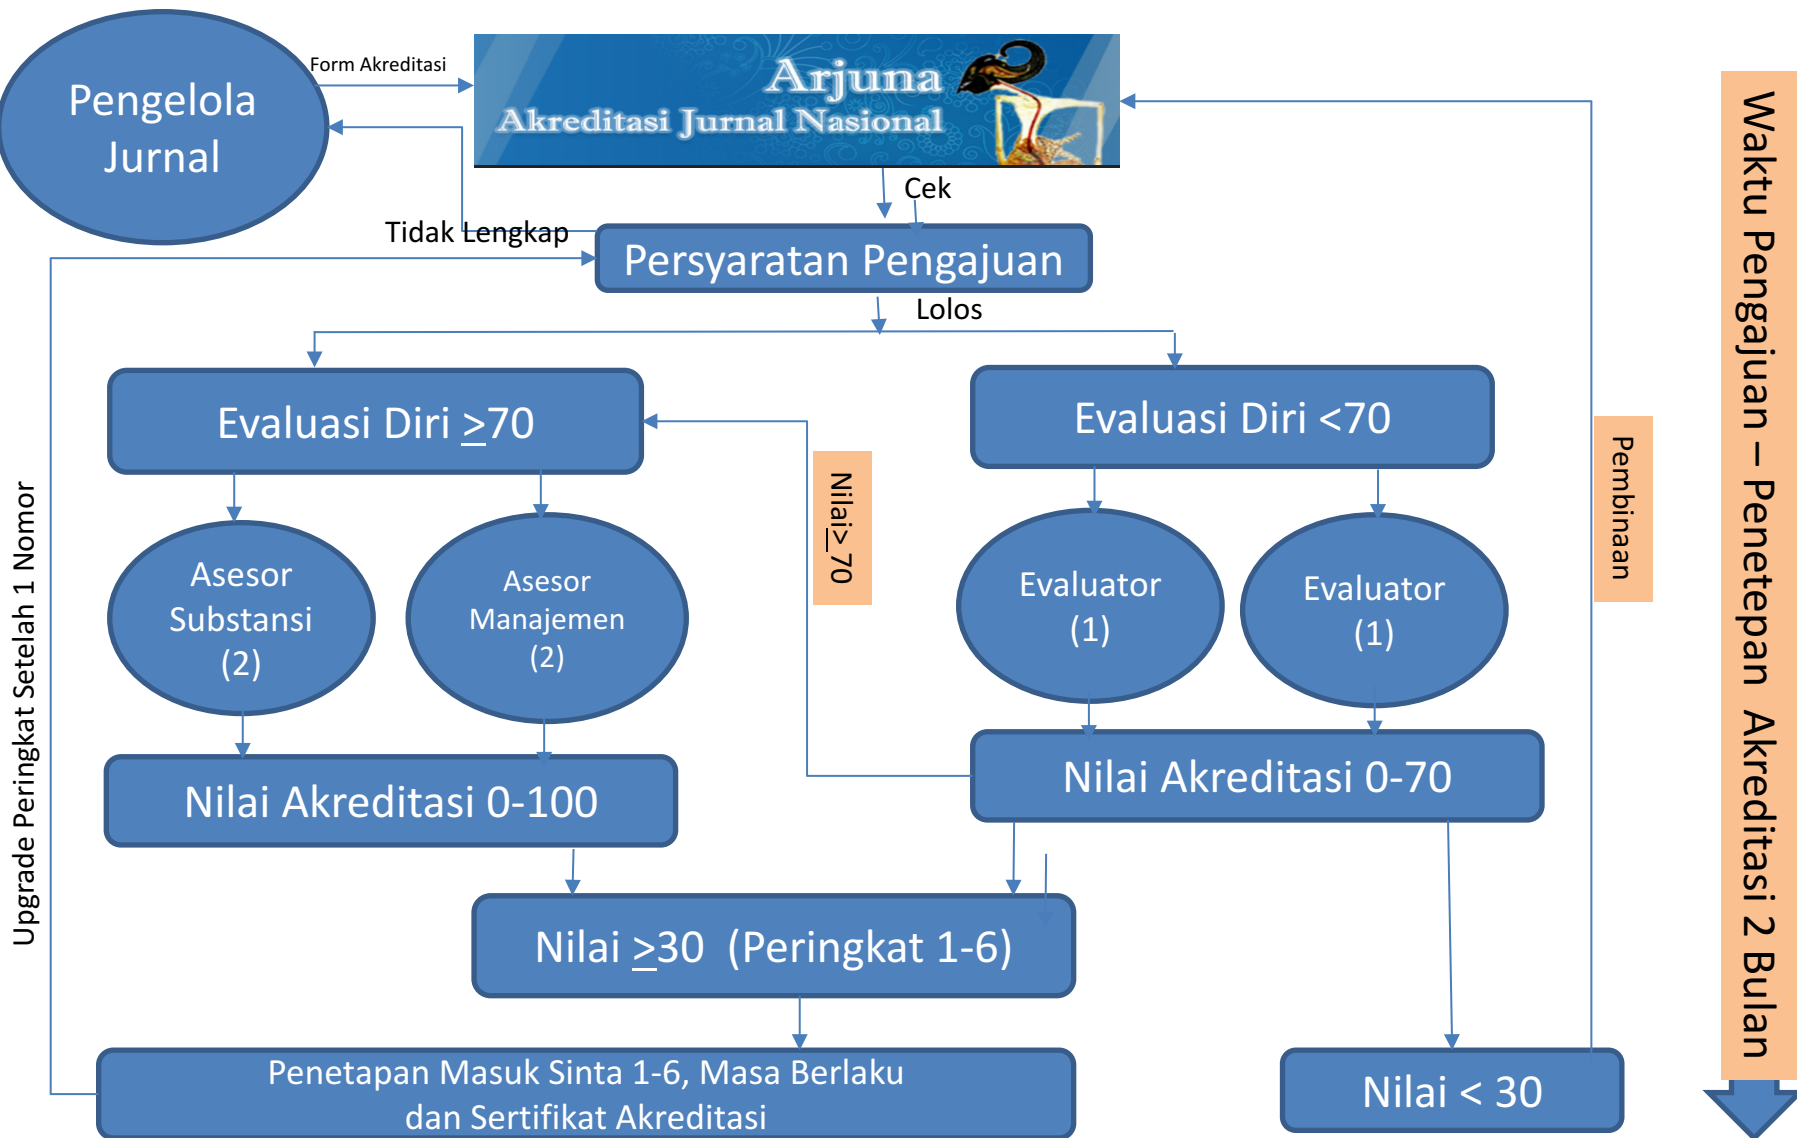 Pengelola
Jurnal
Form Akreditasi
Arjuna
Akreditasi Jurnal Nasional
Cek
Tidak Lengkap
Persyaratan Pengajuan
Lolos
Evaluasi Diri ≥70
Evaluasi Diri <70
Nilai≥ 70
Pembinaan
Asesor
Substansi
(2)
Asesor
Manajemen
(2)
Evaluator
(1)
Evaluator
(1)
Nilai Akreditasi 0-100
Nilai Akreditasi 0-70
Nilai ≥30 (Peringkat 1-6)
Penetapan Masuk Sinta 1-6, Masa Berlaku
dan Sertifikat Akreditasi
Nilai < 30
Upgrade Peringkat Setelah 1 Nomor
Waktu Pengajuan – Penetepan Akreditasi 2 Bulan